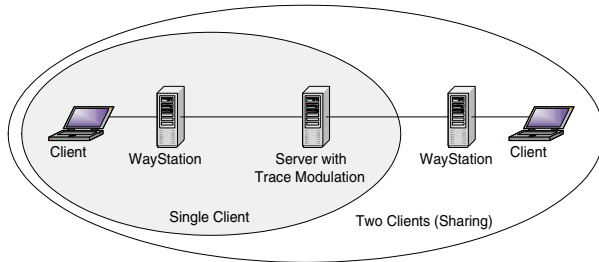 Client
WayStation
Server with
Trace Modulation
WayStation
Client
Single Client
Two Clients (Sharing)